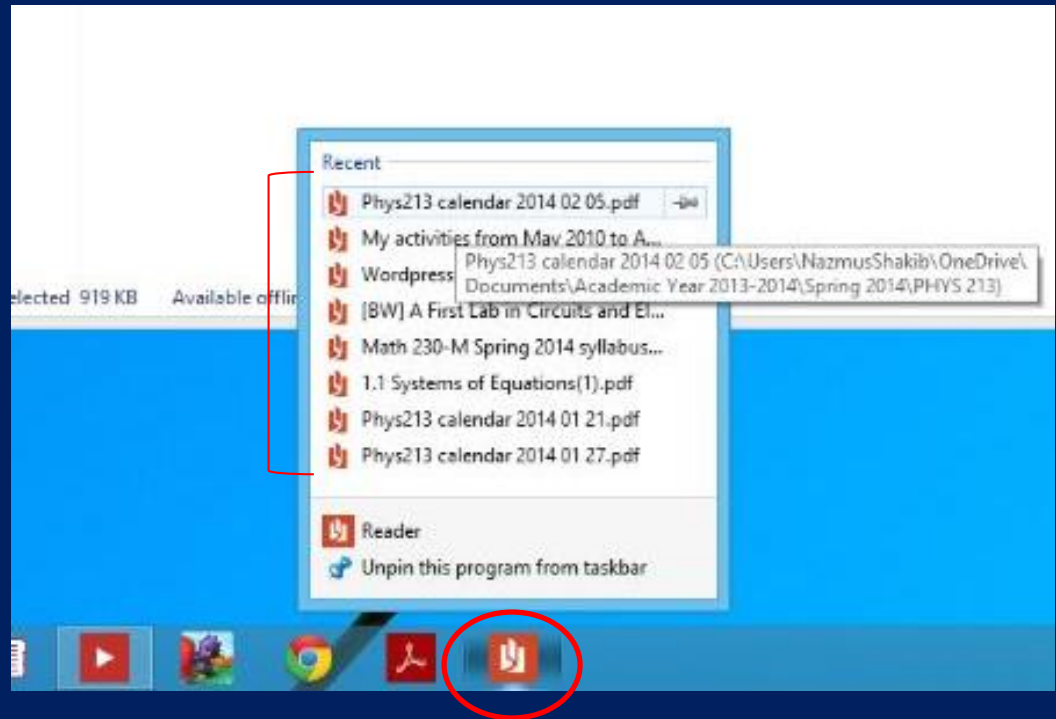 Recent
Phys213 calendar 2014 02 05.pdf
My activities from May 2010 to A...
Wordpress
Phys213 calendar 2014 02 05 (C:\Users\NazmusShakib\OneDrive\
Documents\Academic Year 2013-2014\Spring 2014\PHYS 213)
elected 919 KB Available offlin
[BW] A First Lab in Circuits and El...
Math 230-M Spring 2014 syllabus...
1.1 Systems of Equations(1).pdf
Phys213 calendar 2014 01 21.pdf
Phys213 calendar 2014 01 27.pdf
Reader
Unpin this program from taskbar